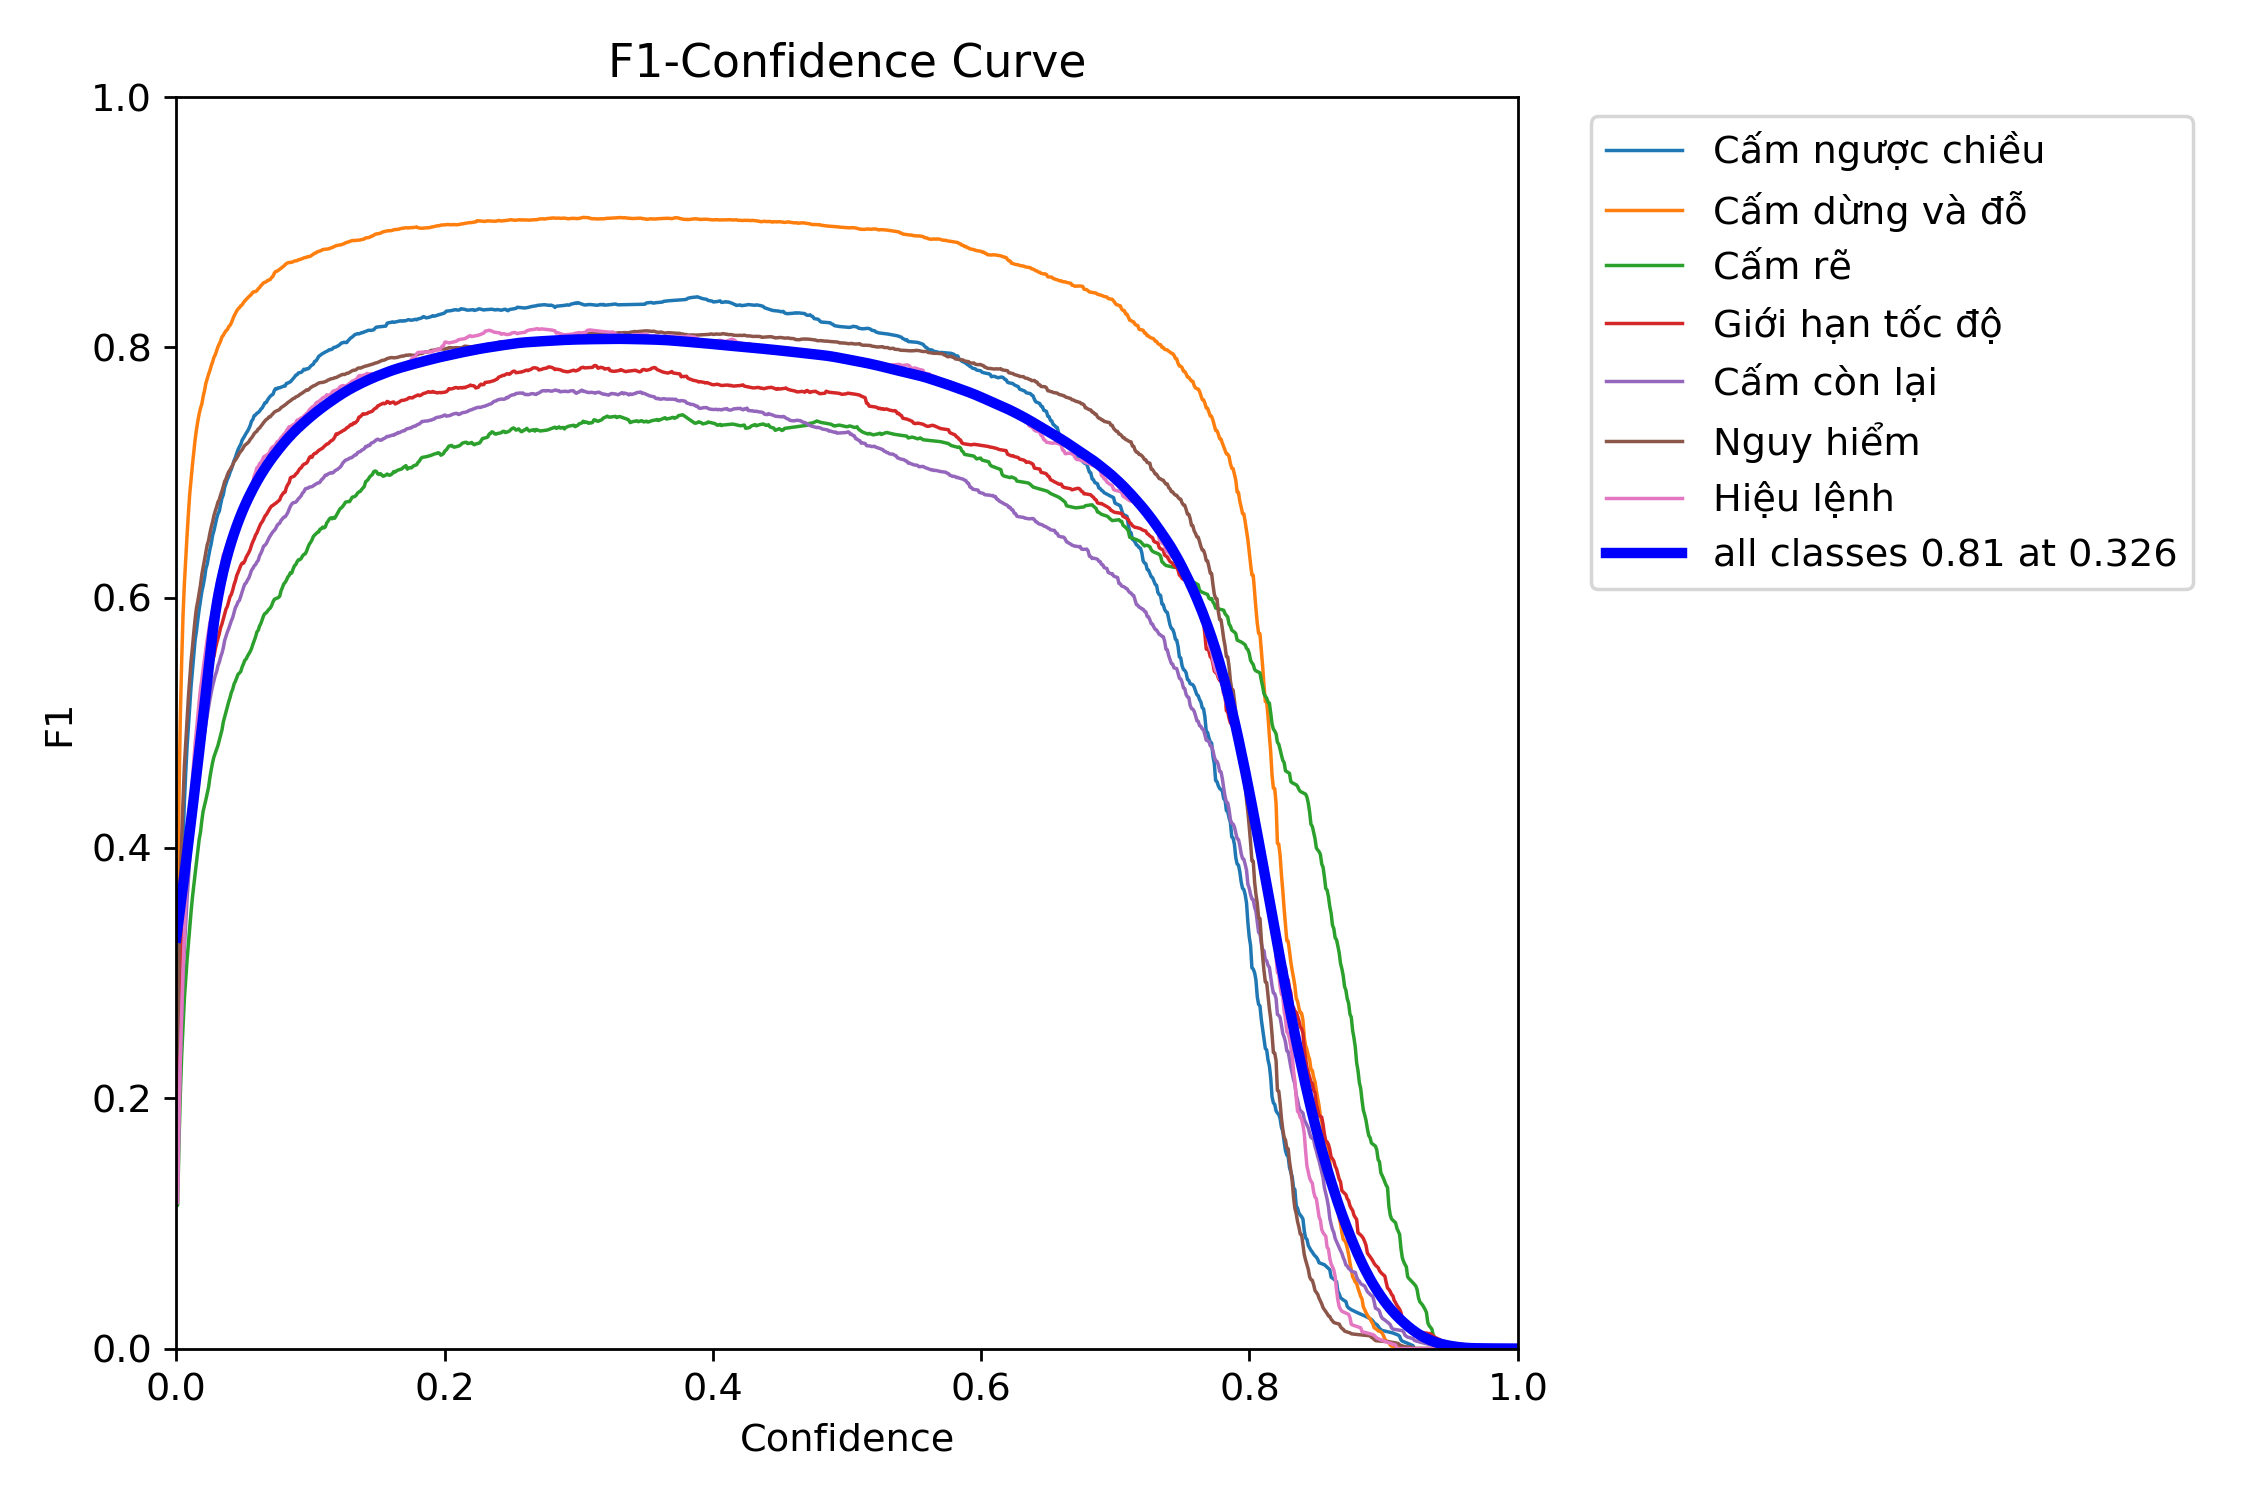 F1-Confidence Curve
1.0
0.8
0.6
0.4
0.2
0.0
F1
0.0 0.2 0.4 0.6 0.8 1.0
Confidence
Cấm ngược chiều
Cấm dừng và đỗ
Cấm rẽ
Giới hạn tốc độ
Cấm còn lại
Nguy hiểm
Hiệu lệnh
all classes 0.81 at 0.326